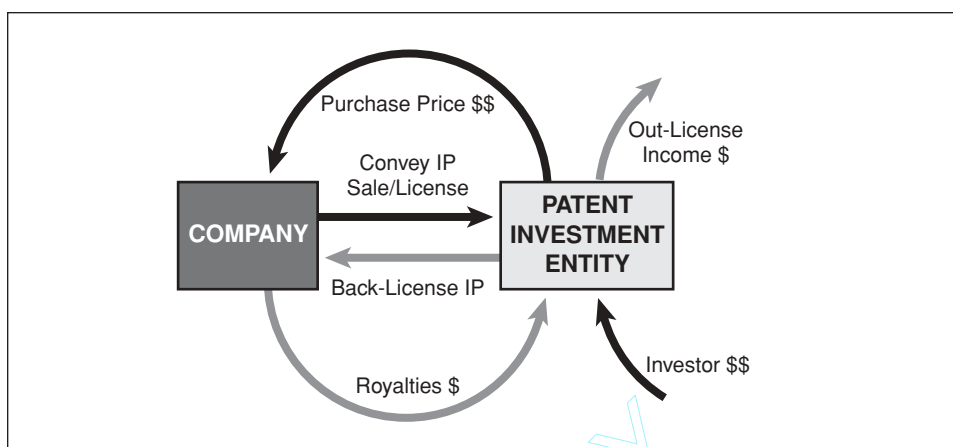 Purchase Price $$
Out-License
Income $
Convey IP
Sale/License
COMPANY
PATENT
INVESTMENT
ENTITY
Back-License IP
Royalties $
Investor $$